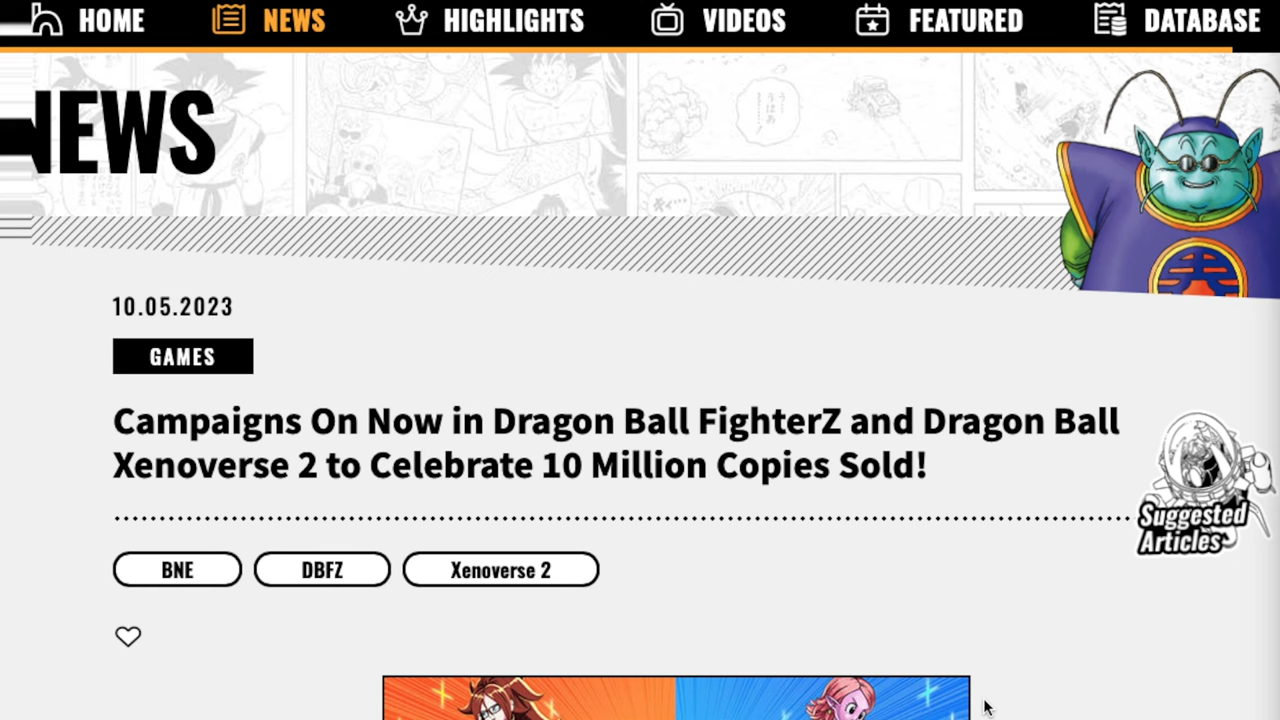 HOME NEWS HIGHLIGHTS VIDEOS FEATURED DATABASE
NEWS
10.05.2023
GAMES
Campaigns On Now in Dragon Ball FighterZ and Dragon Ball
Xenoverse 2 to Celebrate 10 Million Copies Sold!
Suggested
Articles
BNE DBFZ Xenoverse 2